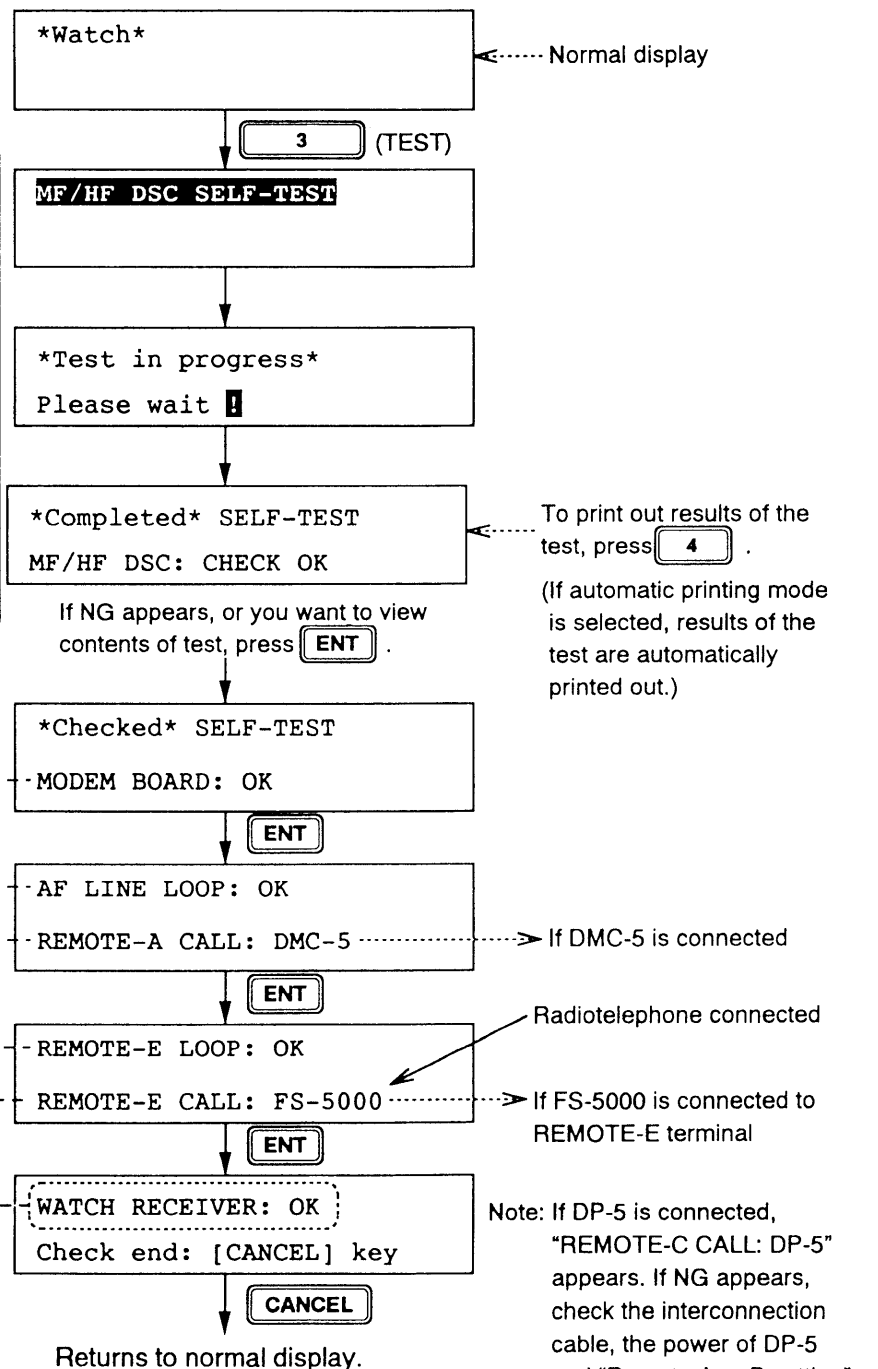 *Watch*
Normal display
3 (TEST)
MF/HF DSC SELF-TEST
*Test in progress*
Please wait !
*Completed* SELF-TEST
MF/HF DSC: CHECK OK
To print out results of the
test, press 4 .
(If automatic printing mode
is selected, results of the
test are automatically
printed out.)
If NG appears, or you want to view
contents of test, press ENT .
*Checked* SELF-TEST
MODEM BOARD: OK
ENT
AF LINE LOOP: OK
REMOTE-A CALL: DMC-5
If DMC-5 is connected
ENT
Radiotelephone connected
REMOTE-E LOOP: OK
REMOTE-E CALL: FS-5000
If FS-5000 is connected to
REMOTE-E terminal
ENT
WATCH RECEIVER: OK
Check end: [CANCEL] key
CANCEL
Returns to normal display.
Note: If DP-5 is connected,
"REMOTE-C CALL: DP-5"
appears. If NG appears,
check the interconnection
cable, the power of DP-5